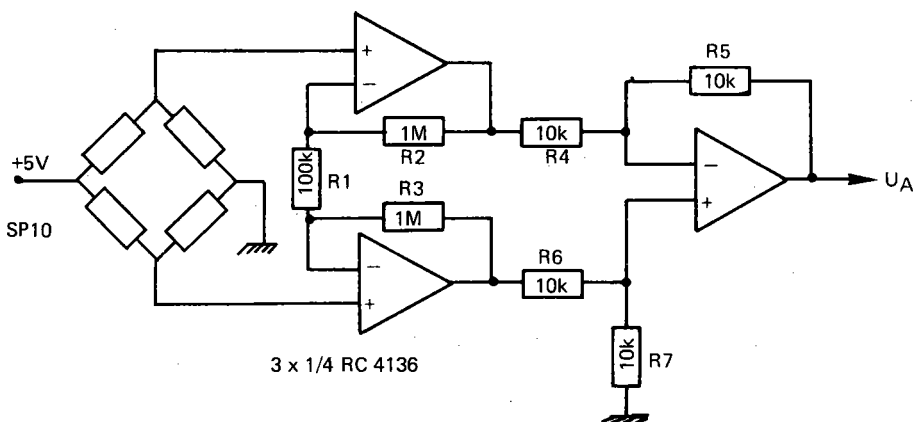 R5
10k
+
−
1M
R2
10k
R4
+5V
100k
R1
R3
1M
−
+
U_A
SP10
−
+
R6
10k
10k
R7
3 x 1/4 RC 4136